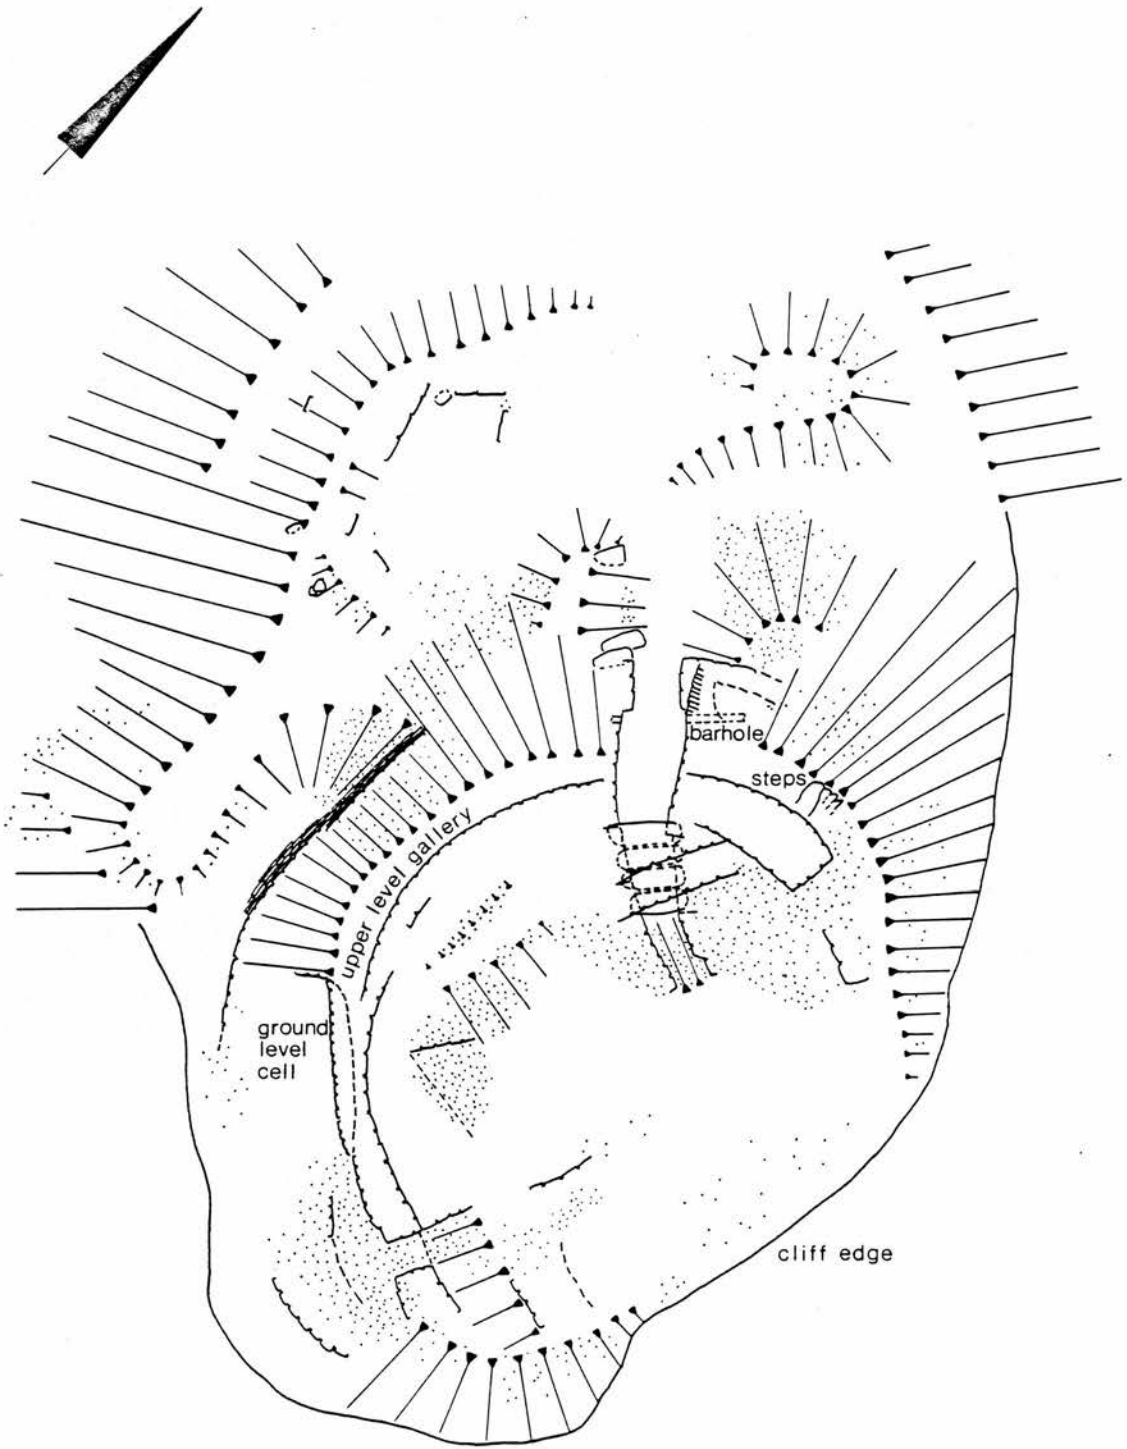 barhole
steps
upper level gallery
ground
level
cell
cliff edge